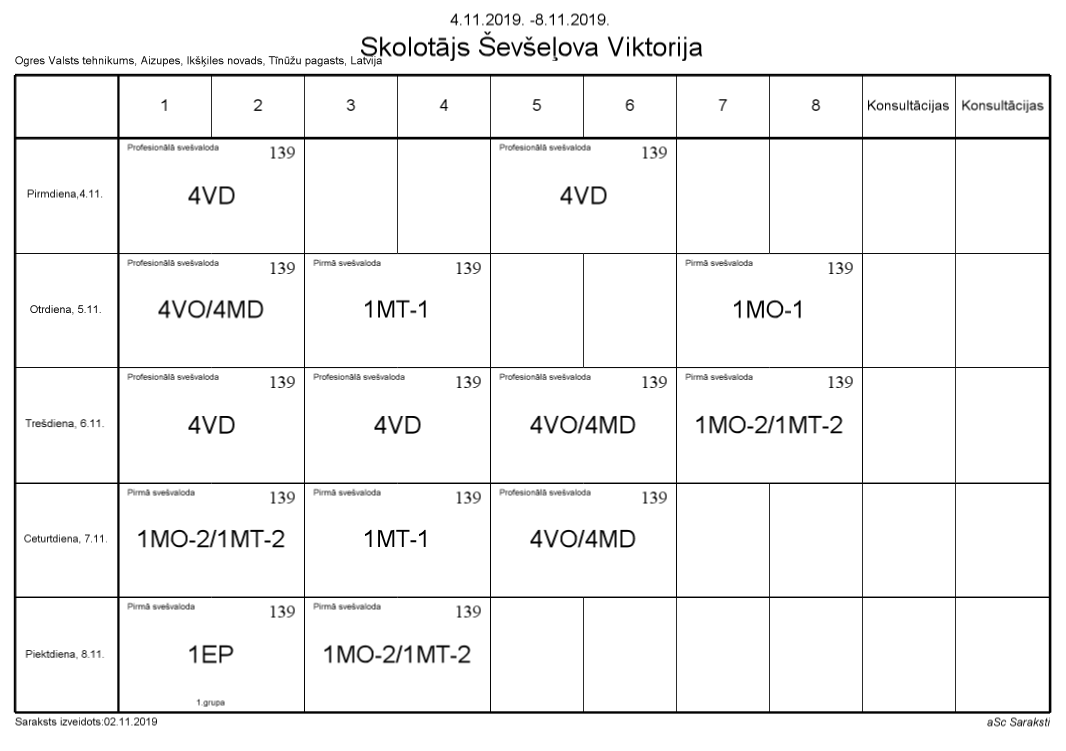 4.11.2019. -8.11.2019.
Skolotājs Ševšeļova Viktorija
Ogres Valsts tehnikums, Aizupes, Ikšķiles novads, Tīnūžu pagasts, Latvija
1 2 3 4 5 6 7 8 Konsultācijas Konsultācijas
Profesionālā svešvaloda 139 Profesionālā svešvaloda 139
Pirmdiena,4.11. 4VD 4VD
Profesionālā svešvaloda 139 Pirmā svešvaloda 139 Pirmā svešvaloda 139
Otrdiena, 5.11. 4VO/4MD 1MT-1 1MO-1
Profesionālā svešvaloda 139 Profesionālā svešvaloda 139 Profesionālā svešvaloda 139 Pirmā svešvaloda 139
Trešdiena, 6.11. 4VD 4VD 4VO/4MD 1MO-2/1MT-2
Pirmā svešvaloda 139 Pirmā svešvaloda 139 Profesionālā svešvaloda 139
Ceturtdiena, 7.11. 1MO-2/1MT-2 1MT-1 4VO/4MD
Pirmā svešvaloda 139 Pirmā svešvaloda 139
Piektdiena, 8.11. 1EP 1MO-2/1MT-2
1.grupa
Saraksts izveidots:02.11.2019 aSc Saraksti